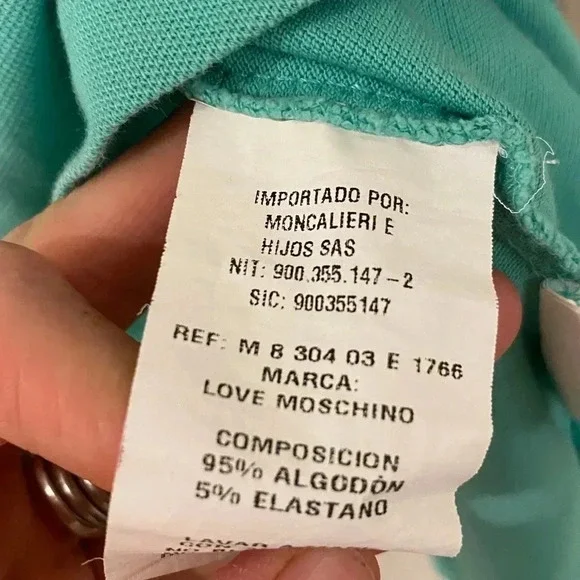 IMPORTADO POR:
MONCALIERI E
HIJOS SAS
NIT: 900.355.147-2
SIC: 900355147
REF: M 8 304 03 E 1766
MARCA:
LOVE MOSCHINO
COMPOSICION
95% ALGODÓN
5% ELASTANO
LAVAR